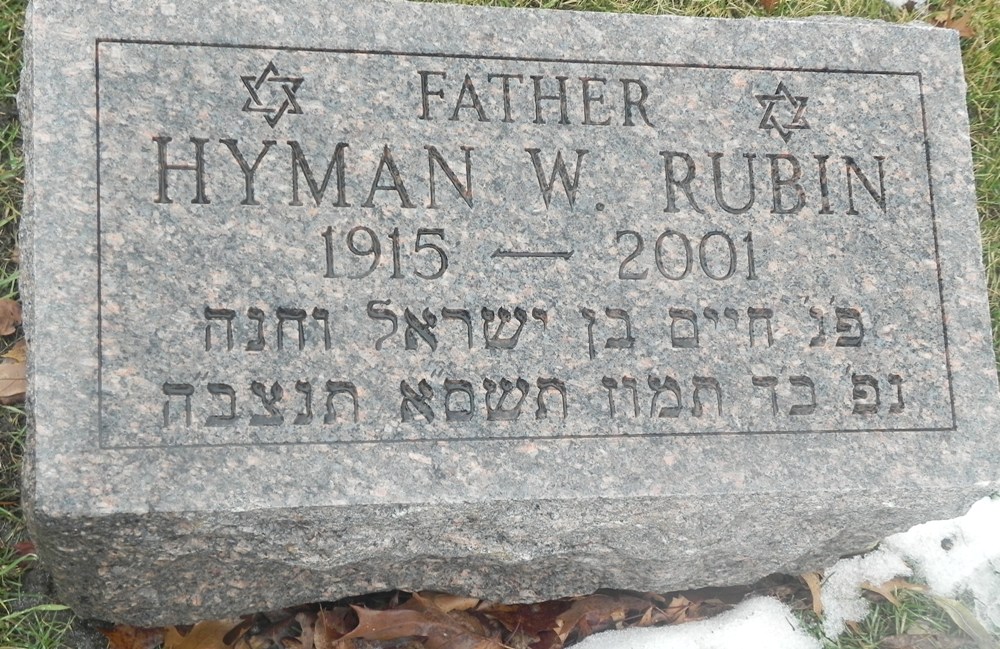 FATHER
HYMAN W. RUBIN
1915 — 2001
פ'נ' חיים בן ישראל וחנה
נפ' כד תמוז תשס"א תנצב"ה